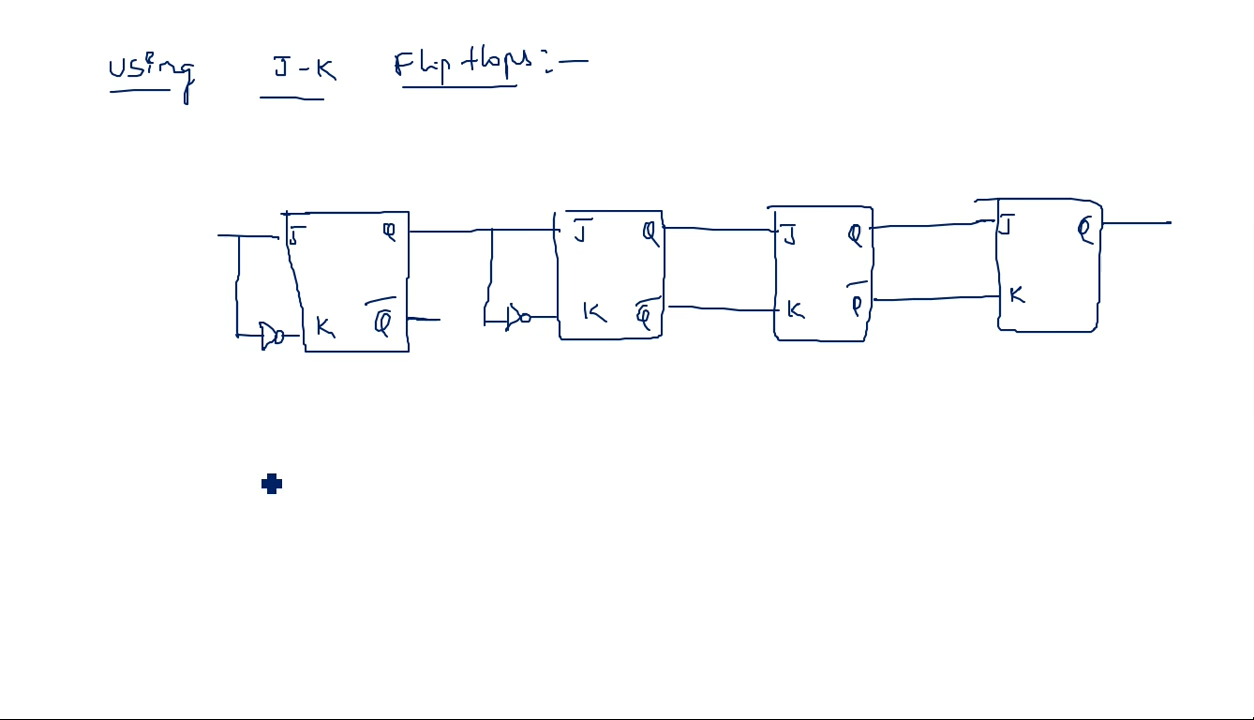 Using J-K Flip flops:-
J Q J Q J Q J Q
K Q̅ K Q̅ K Q̅ K